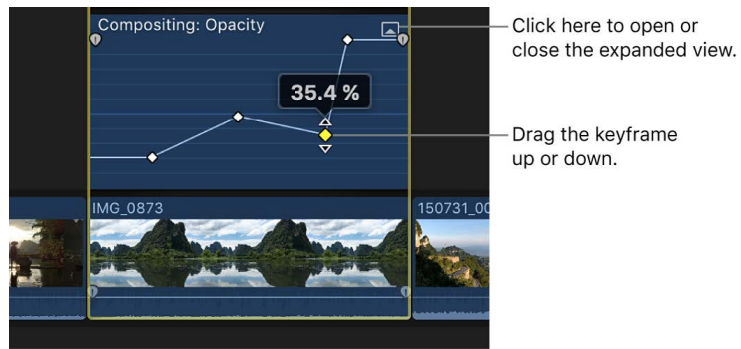 Compositing: Opacity
Click here to open or
close the expanded view.
35.4 %
Drag the keyframe
up or down.
IMG_0873
150731_00